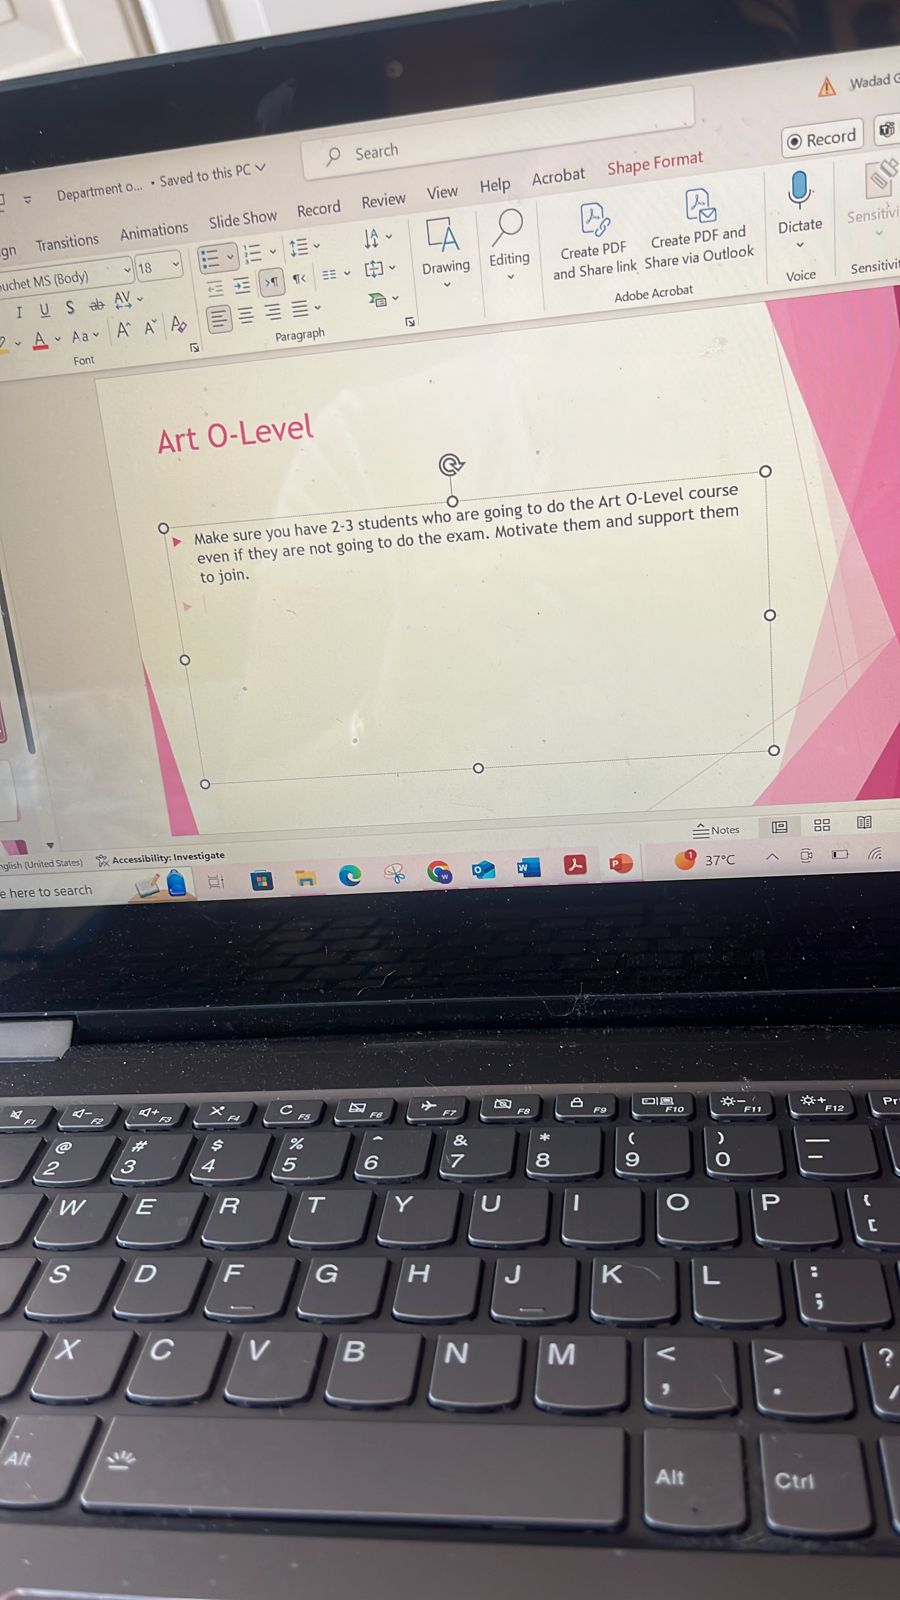 Wadad G
Department o... • Saved to this PC
Search
Record
Transitions Animations Slide Show Record Review View Help Acrobat Shape Format
uchet MS (Body) 18
I U S ab AV
A Aa A A A
Font
Paragraph
Drawing
Editing
Create PDF and Share link
Create PDF and Share via Outlook
Adobe Acrobat
Dictate
Voice
Sensitivi
Sensitivit
Art O-Level
Make sure you have 2-3 students who are going to do the Art O-Level course
even if they are not going to do the exam. Motivate them and support them
to join.
Notes
nglish (United States) Accessibility: Investigate
e here to search
37°C
F1 F2 F3 F4 F5 F6 F7 F8 F9 F10 F11 F12 Pr
@ # $ % ^ & * ( ) —
2 3 4 5 6 7 8 9 0 –
W E R T Y U I O P { [
S D F G H J K L : ;
X C V B N M < , > . ? /
Alt Alt Ctrl